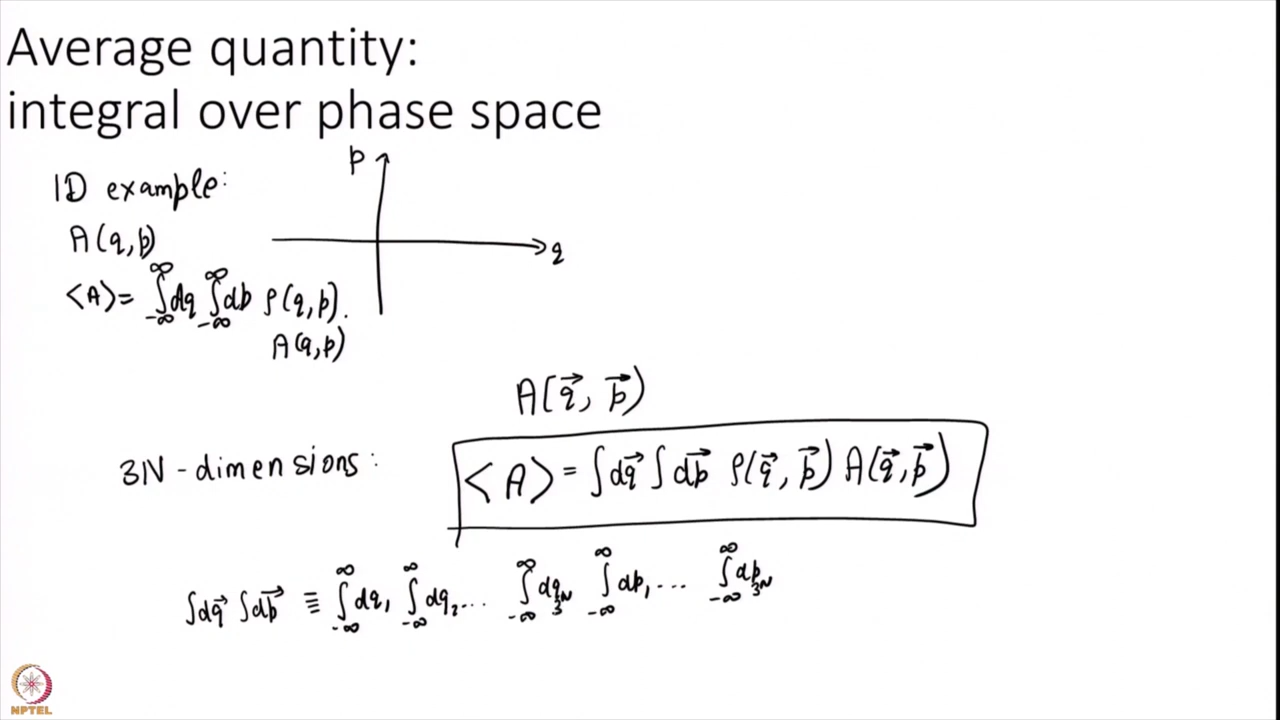 Average quantity:
integral over phase space
p
1D example:
A(q,p)
q
<A> = ∫_{-∞}^{∞} dq ∫_{-∞}^{∞} dp ρ(q,p).
A(q,p)
A(q⃗, p⃗)
3N-dimensions:
<A> = ∫dq⃗ ∫dp⃗ ρ(q⃗, p⃗) A(q⃗,p⃗)
∫dq⃗ ∫dp⃗ ≡ ∫_{-∞}^{∞} dq₁ ∫_{-∞}^{∞} dq₂ ... ∫_{-∞}^{∞} dq_{3N} ∫_{-∞}^{∞} dp₁ ... ∫_{-∞}^{∞} dp_{3N}
NPTEL